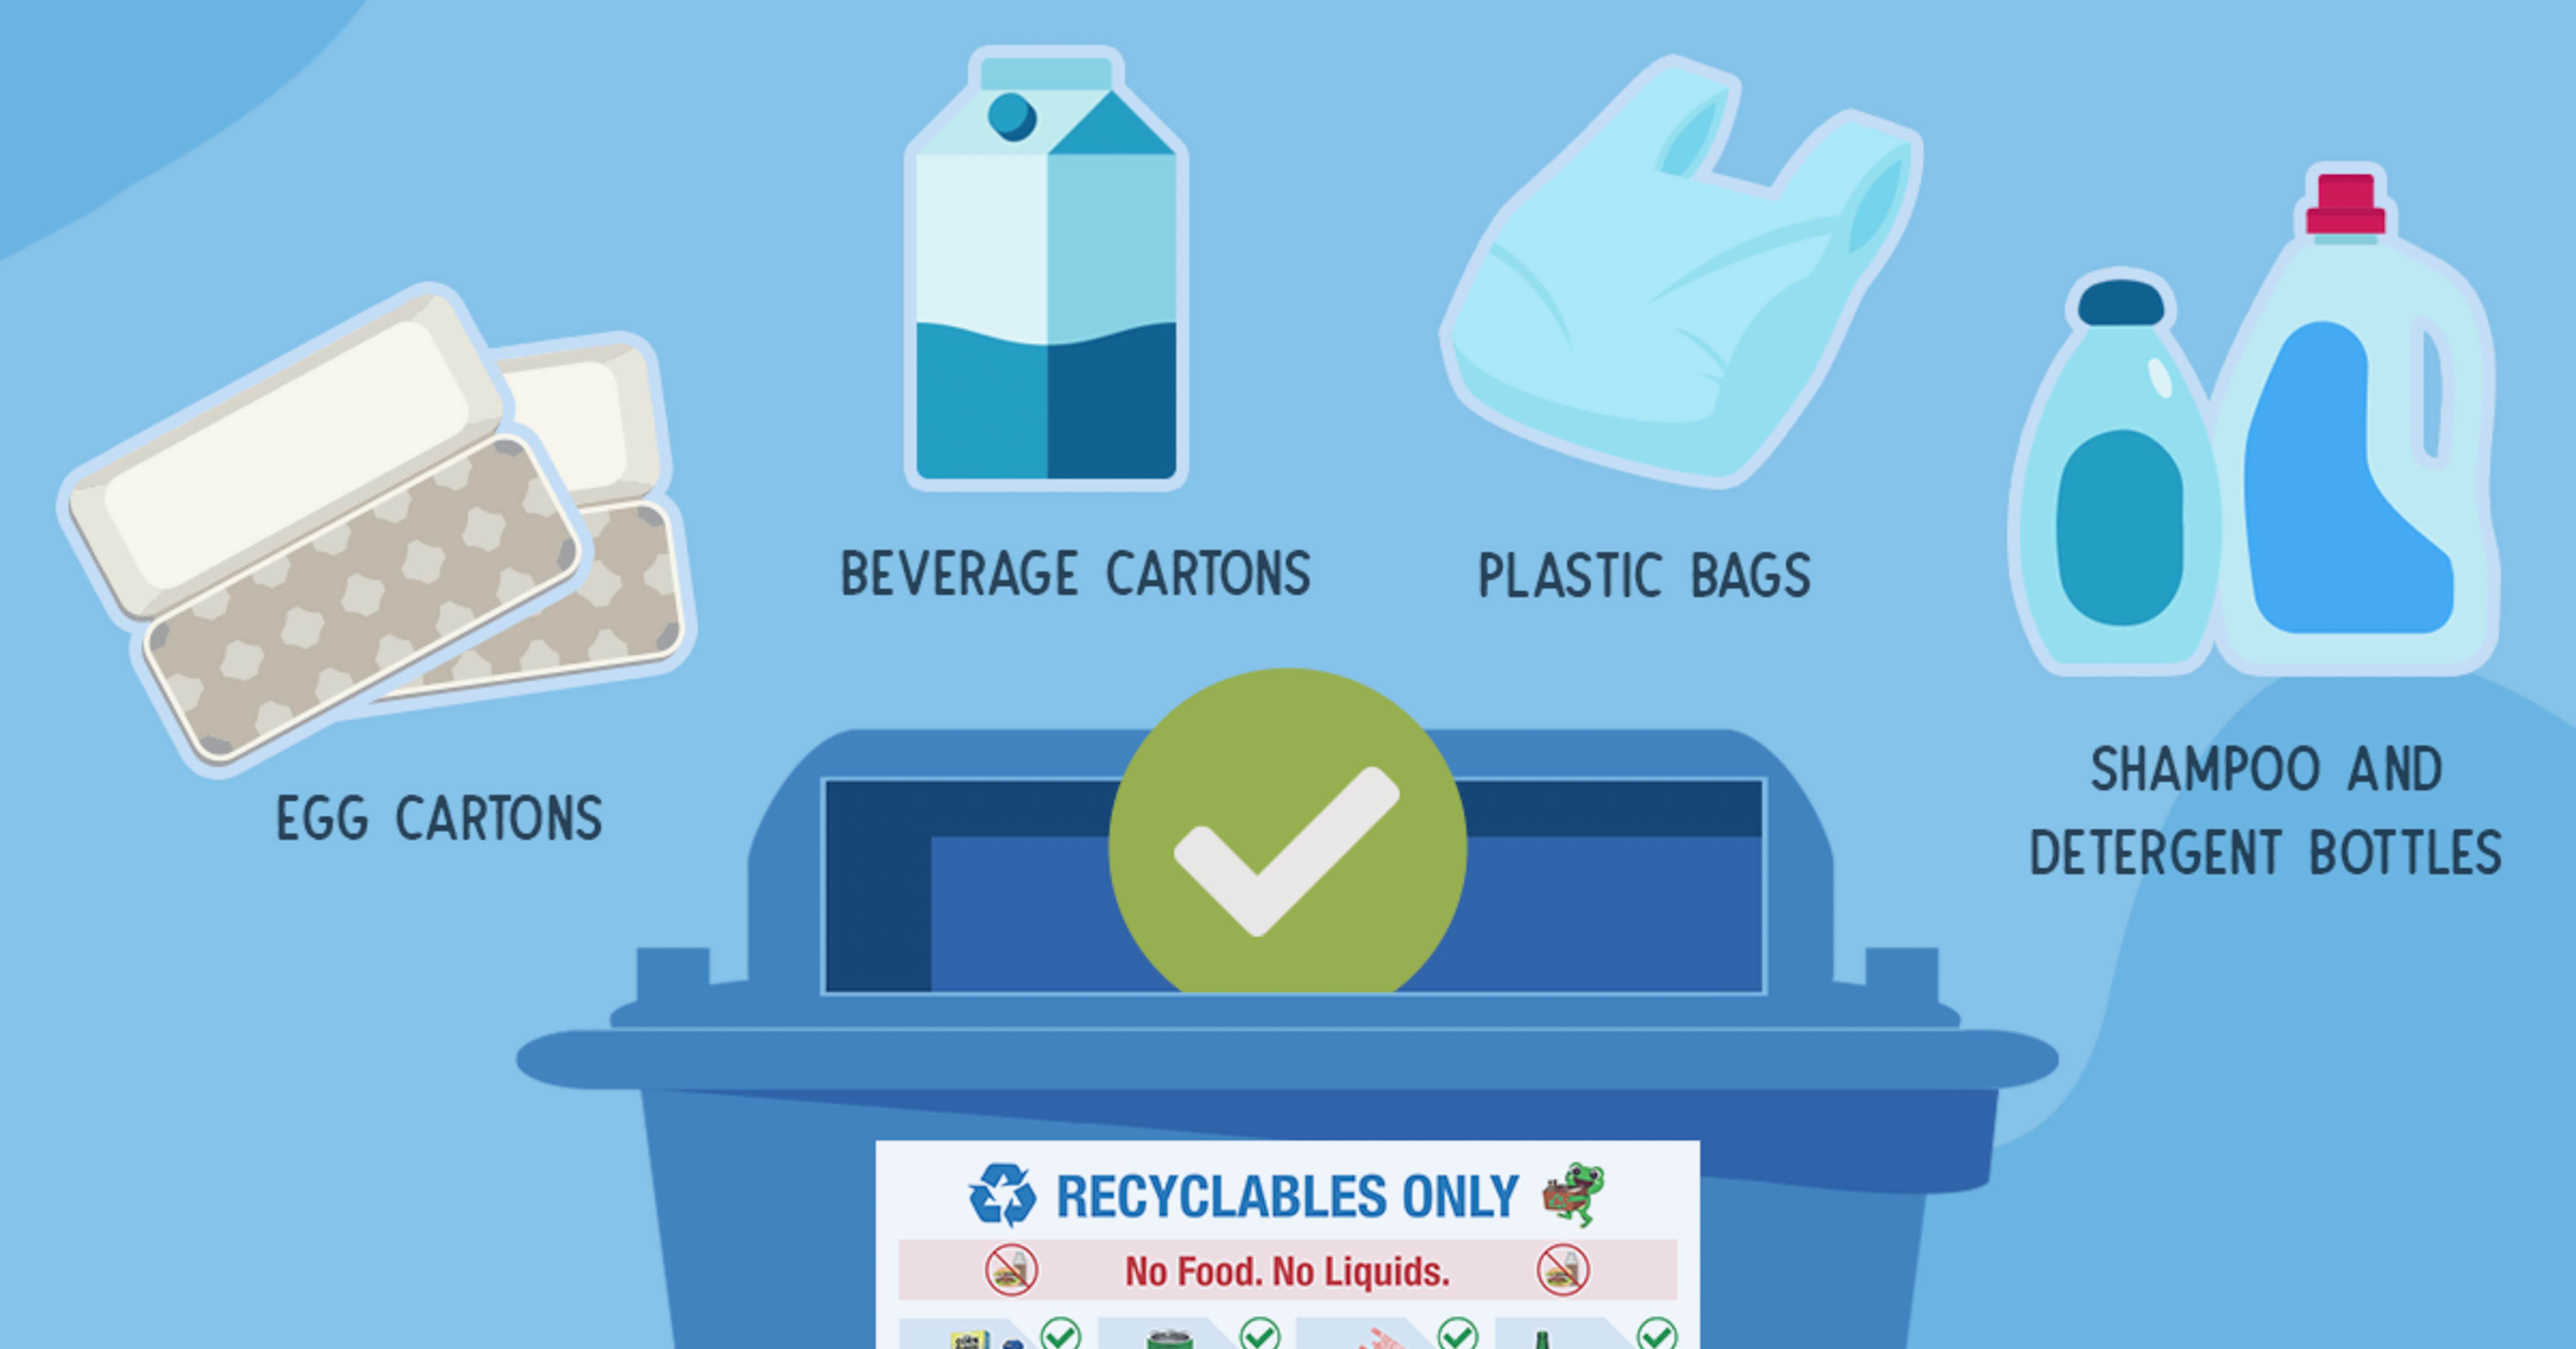 BEVERAGE CARTONS
PLASTIC BAGS
EGG CARTONS
SHAMPOO AND
DETERGENT BOTTLES
RECYCLABLES ONLY
No Food. No Liquids.